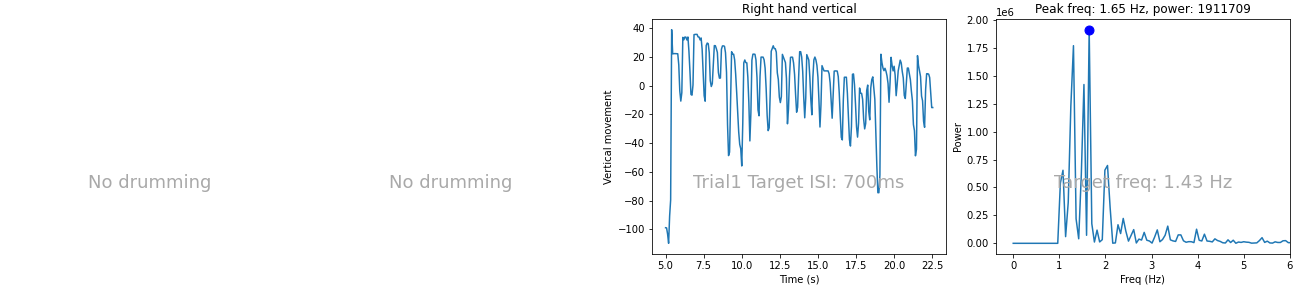 No drumming
No drumming
Right hand vertical
Vertical movement
40
20
0
−20
−40
−60
−80
−100
Trial1 Target ISI: 700ms
5.0 7.5 10.0 12.5 15.0 17.5 20.0 22.5
Time (s)
Peak freq: 1.65 Hz, power: 1911709
1e6
Power
2.00
1.75
1.50
1.25
1.00
0.75
0.50
0.25
0.00
Target freq: 1.43 Hz
0 1 2 3 4 5 6
Freq (Hz)